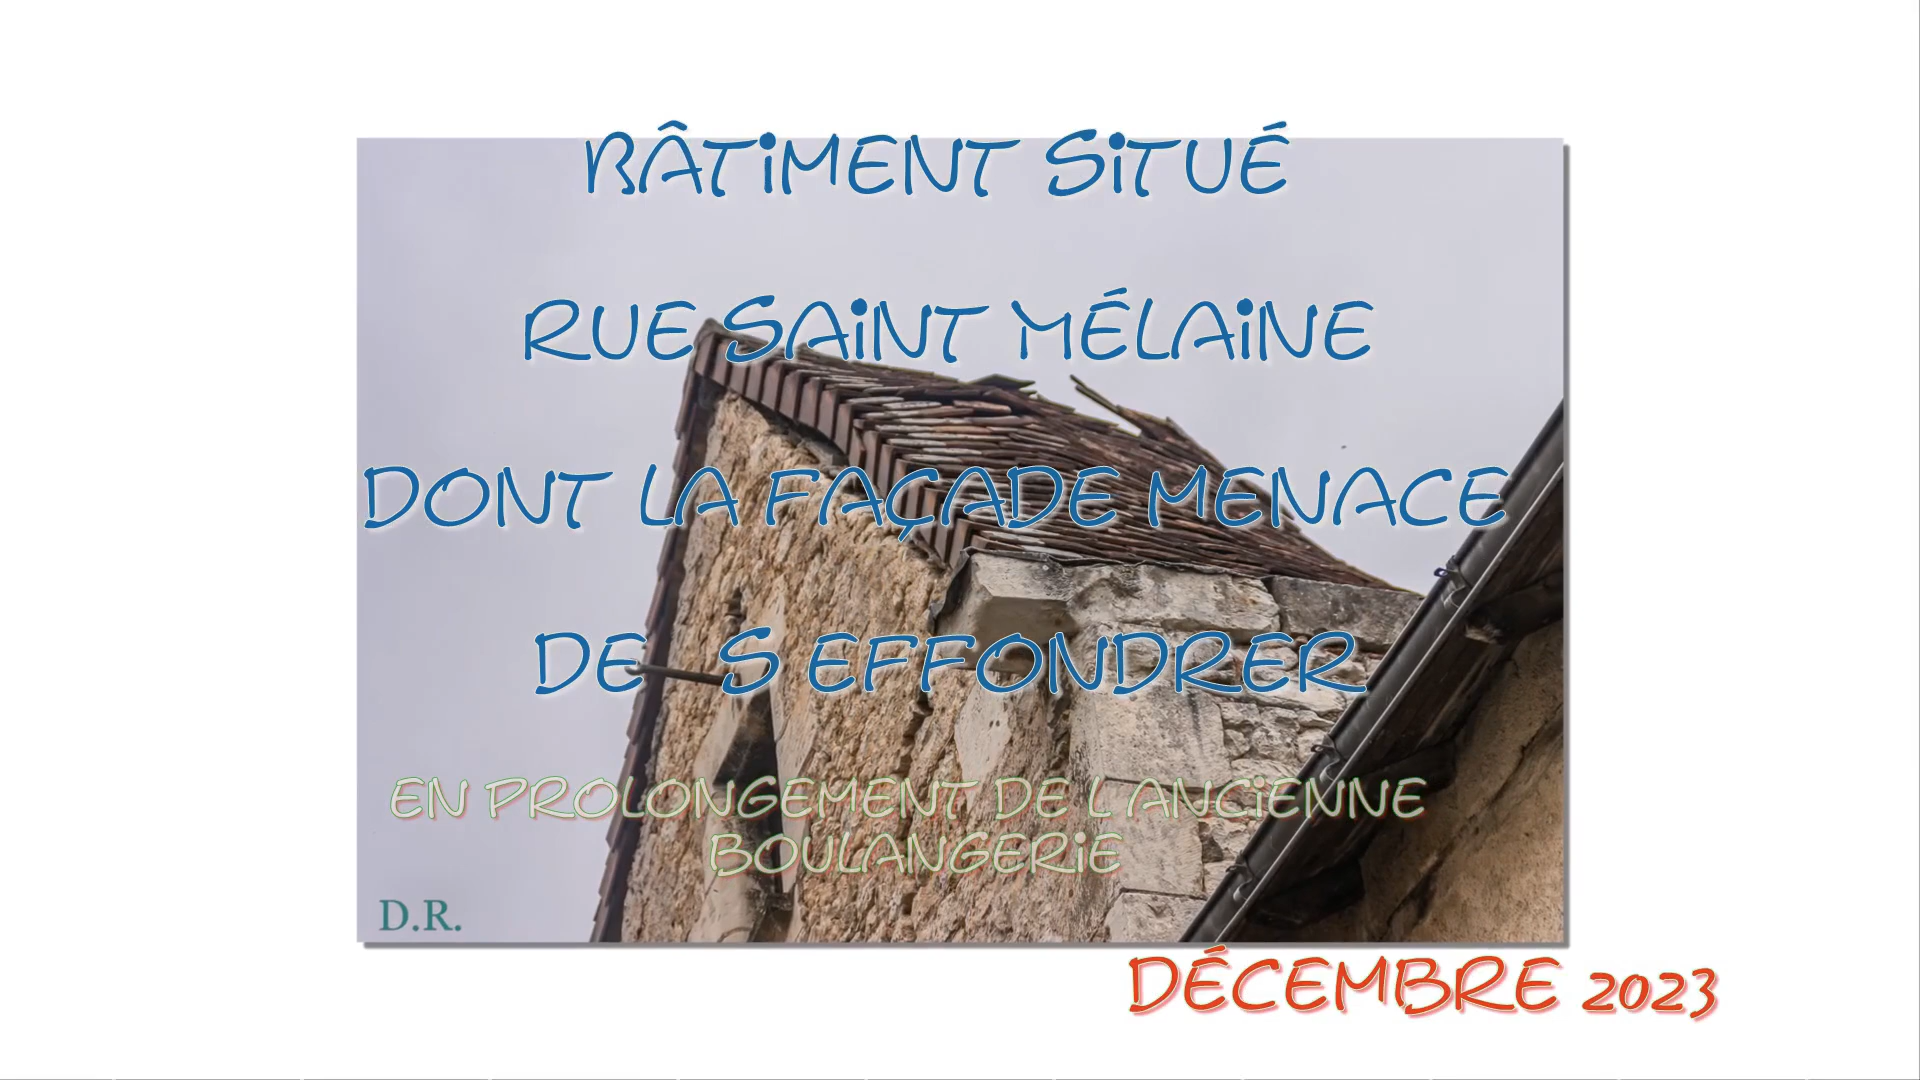 BÂTiMENT SiTUÉ
RUE SAiNT MÉLAiNE
DONT LA FAÇADE MENACE
DE S EFFONDRER
EN PROLONGEMENT DE L ANCiENNE
BOULANGERiE
D.R.
DÉCEMBRE 2023